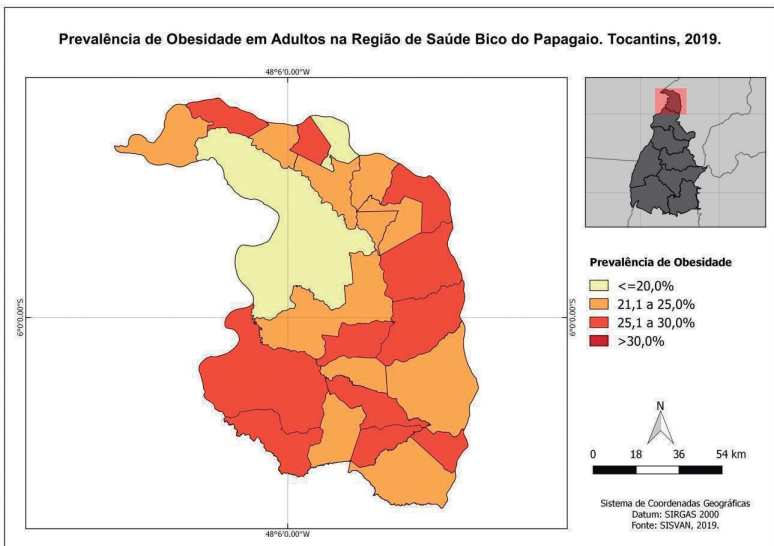 Prevalência de Obesidade em Adultos na Região de Saúde Bico do Papagaio. Tocantins, 2019.
48°6'0.00"W
6°0'0.00"S
6°0'0.00"S
48°6'0.00"W
Prevalência de Obesidade
<=20,0%
21,1 a 25,0%
25,1 a 30,0%
>30,0%
N
0 18 36 54 km
Sistema de Coordenadas Geográficas
Datum: SIRGAS 2000
Fonte: SISVAN, 2019.